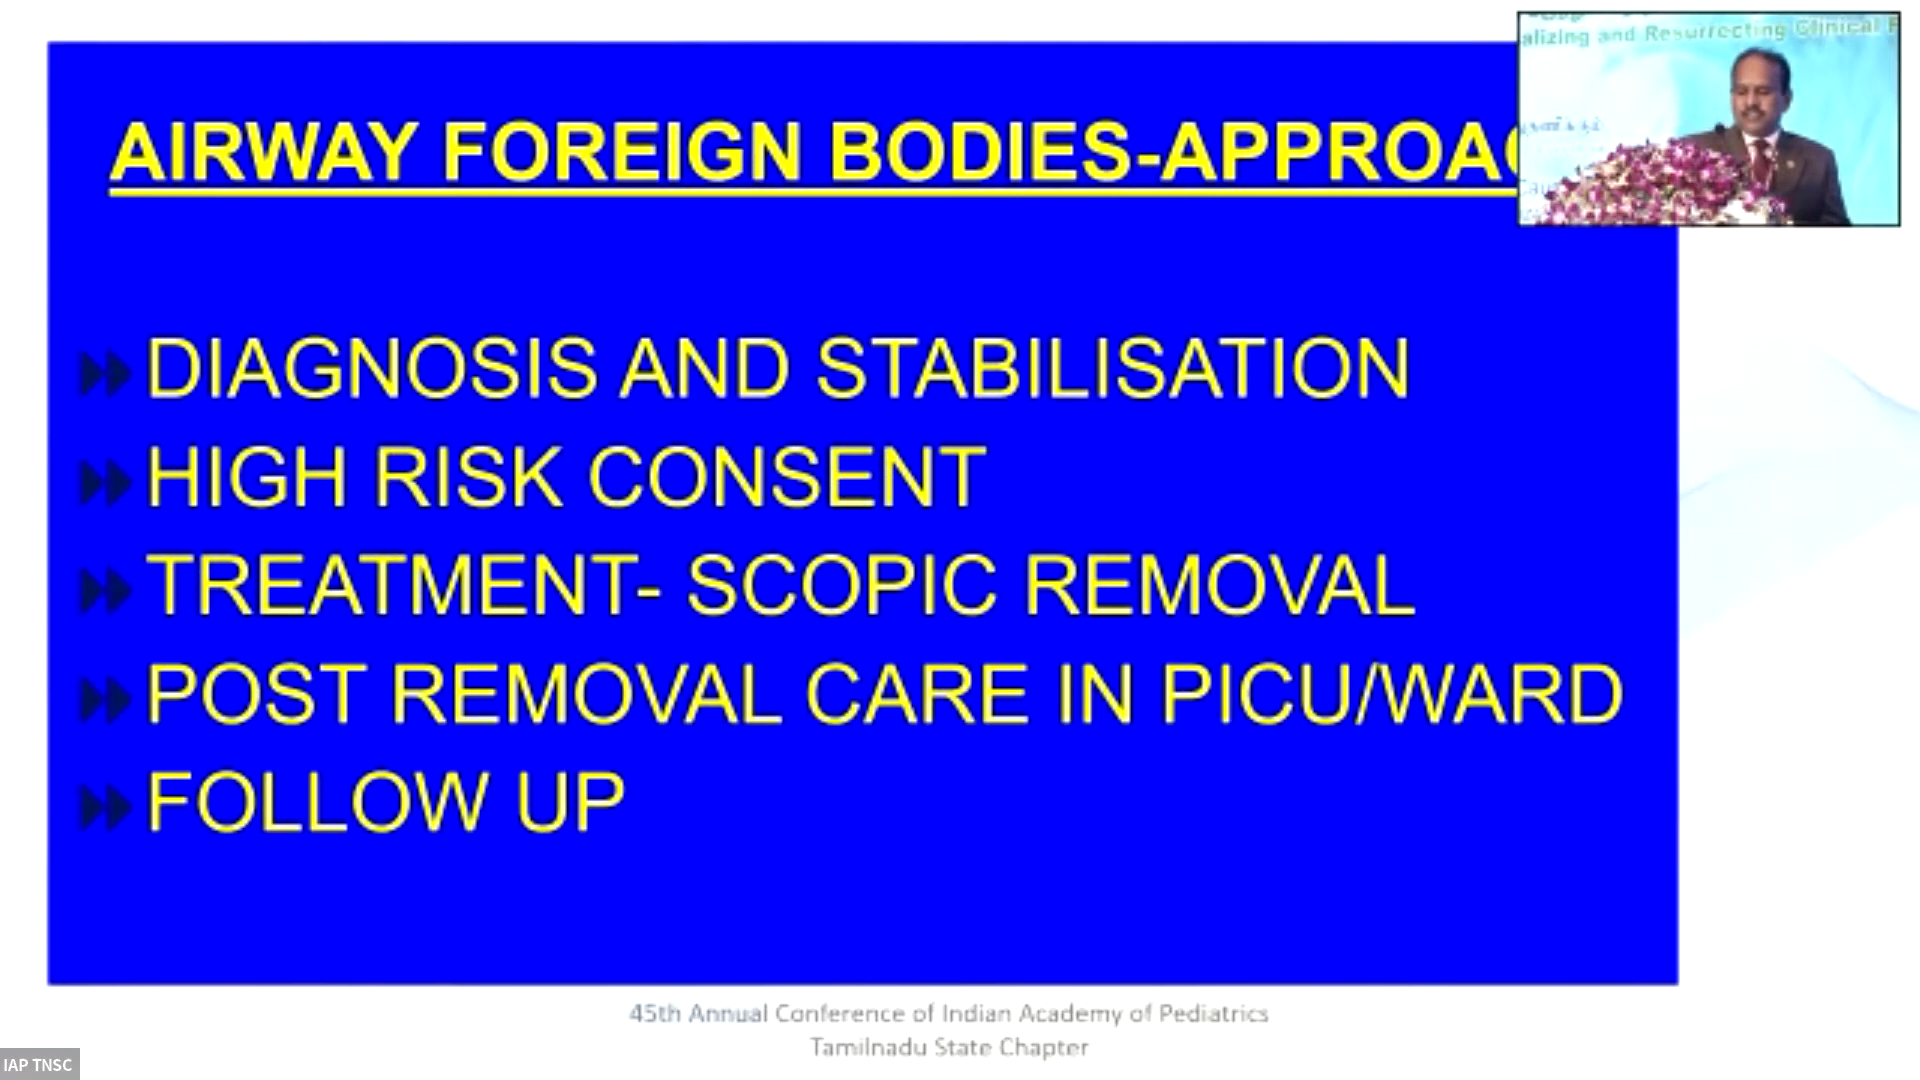 alizing and Resurrecting Clinical
AIRWAY FOREIGN BODIES-APPROAC
DIAGNOSIS AND STABILISATION
HIGH RISK CONSENT
TREATMENT- SCOPIC REMOVAL
POST REMOVAL CARE IN PICU/WARD
FOLLOW UP
45th Annual Conference of Indian Academy of Pediatrics
Tamilnadu State Chapter
IAP TNSC